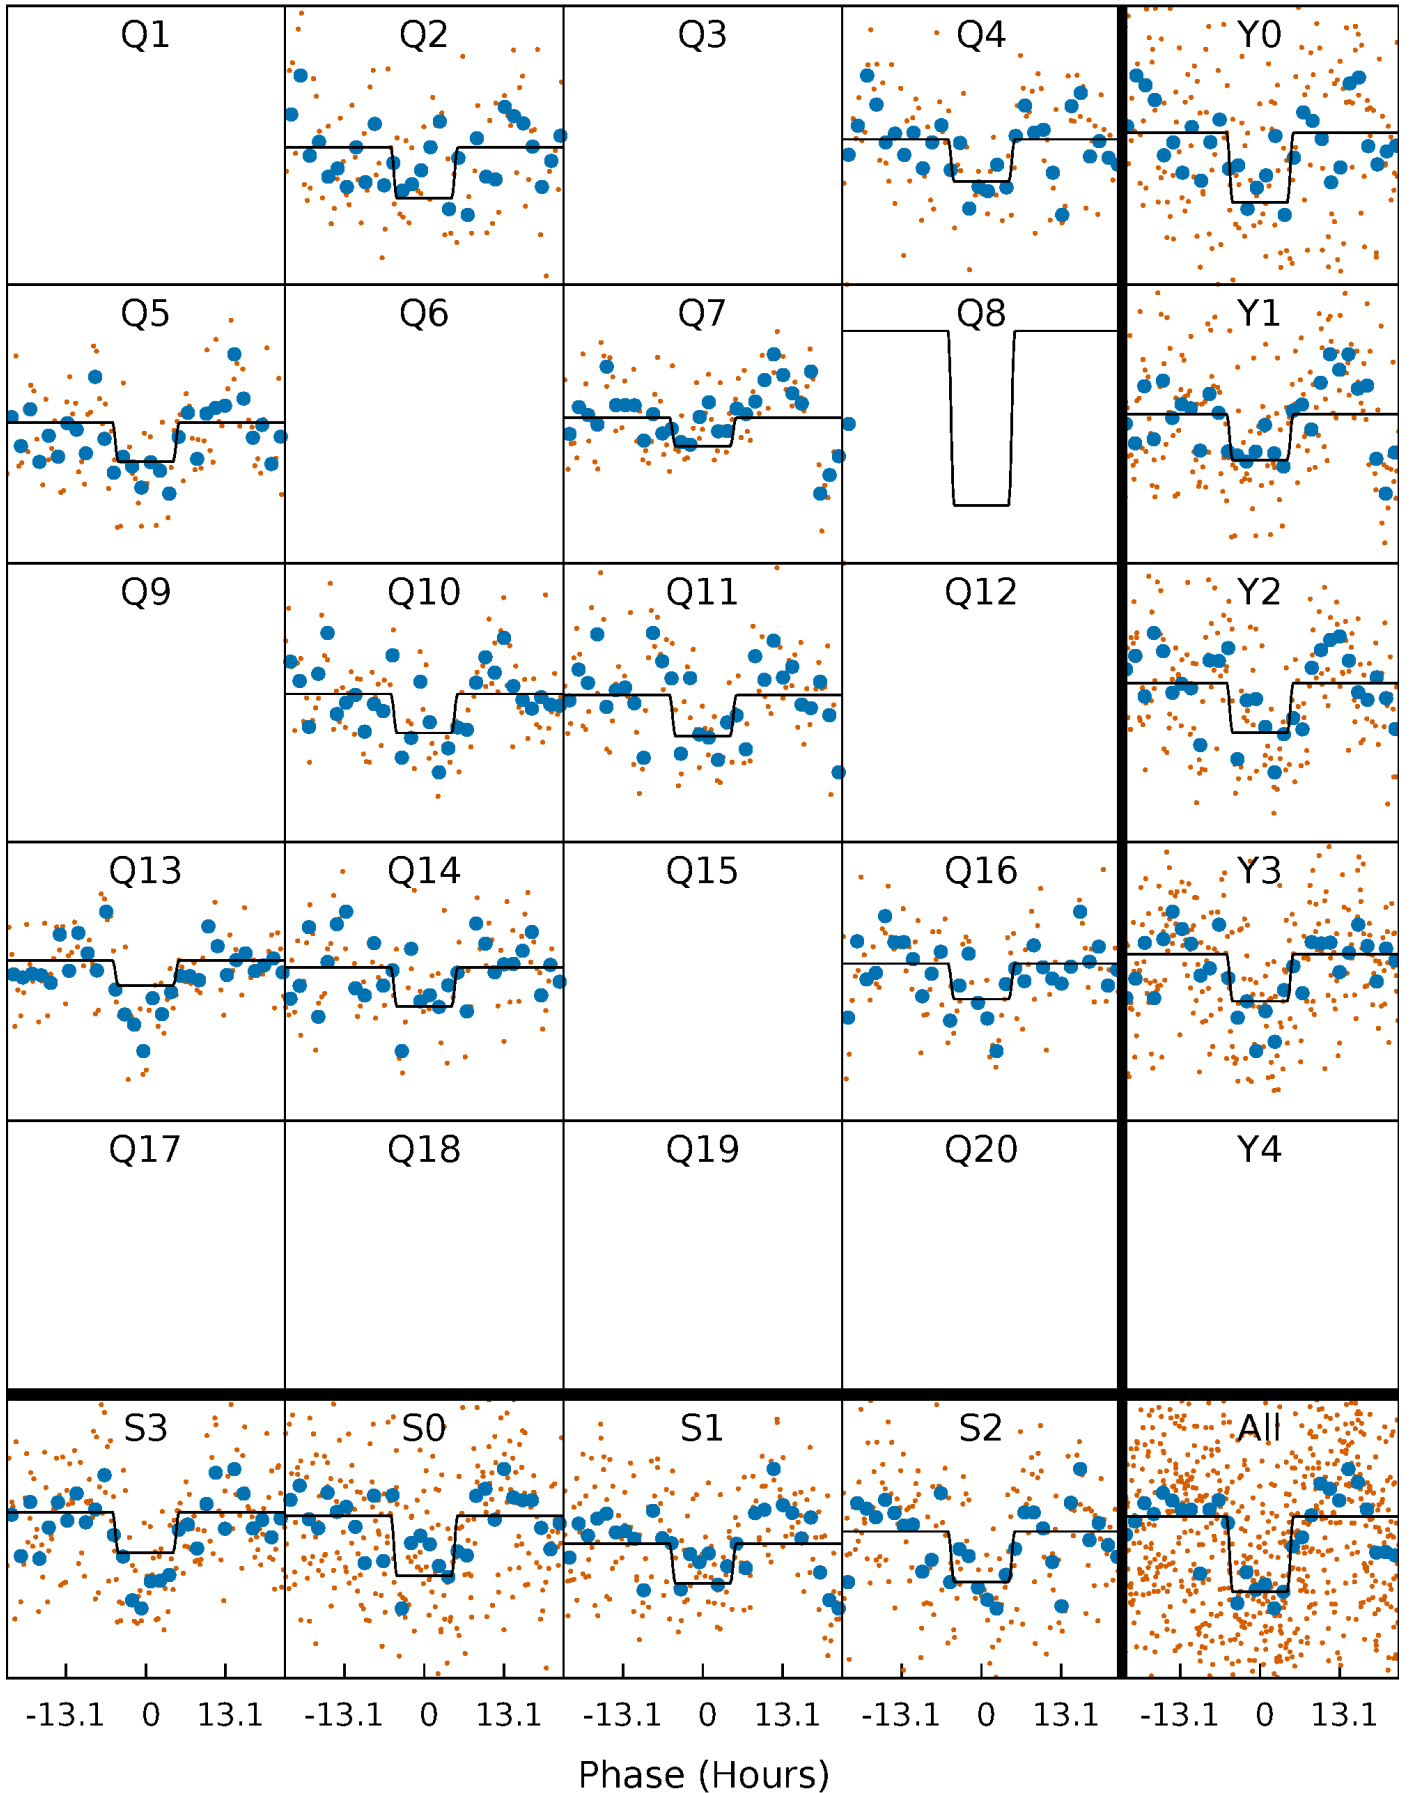 Q1 Q2 Q3 Q4 Y0
Q5 Q6 Q7 Q8 Y1
Q9 Q10 Q11 Q12 Y2
Q13 Q14 Q15 Q16 Y3
Q17 Q18 Q19 Q20 Y4
S3 S0 S1 S2 All
-13.1 0 13.1 -13.1 0 13.1 -13.1 0 13.1 -13.1 0 13.1 -13.1 0 13.1
Phase (Hours)